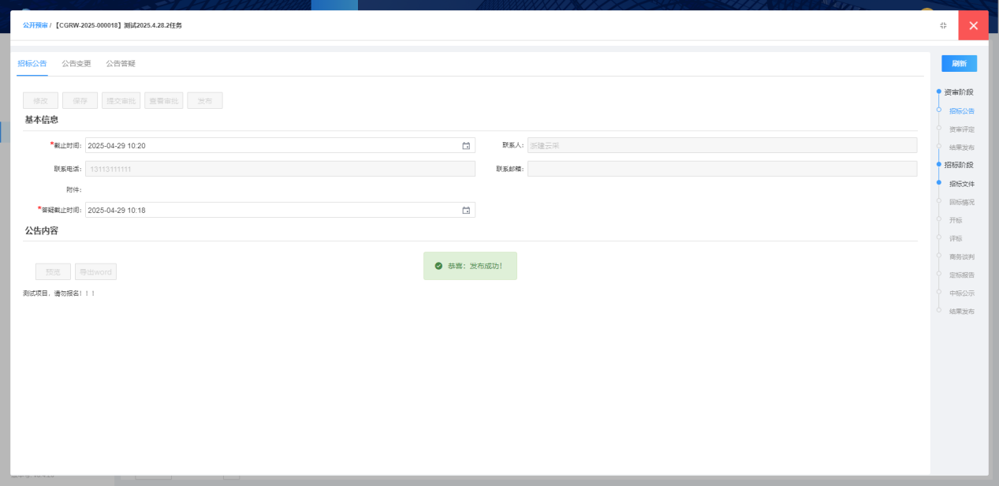 公开预审 / 【CGRW-2025-000018】测试2025.4.28.2任务
招标公告 公告变更 公告答疑
刷新
修改 保存 提交审批 查看审批 发布
基本信息
*截止时间: 2025-04-29 10:20 联系人: 浙建云采
联系电话: 13113111111 联系邮箱:
附件:
*答疑截止时间: 2025-04-29 10:18
公告内容
恭喜：发布成功！
预览 导出word
测试项目，请勿报名！！！
资审阶段
招标公告
资审评定
结果发布
招标阶段
招标文件
回标情况
开标
评标
商务谈判
定标报告
中标公示
结果发布